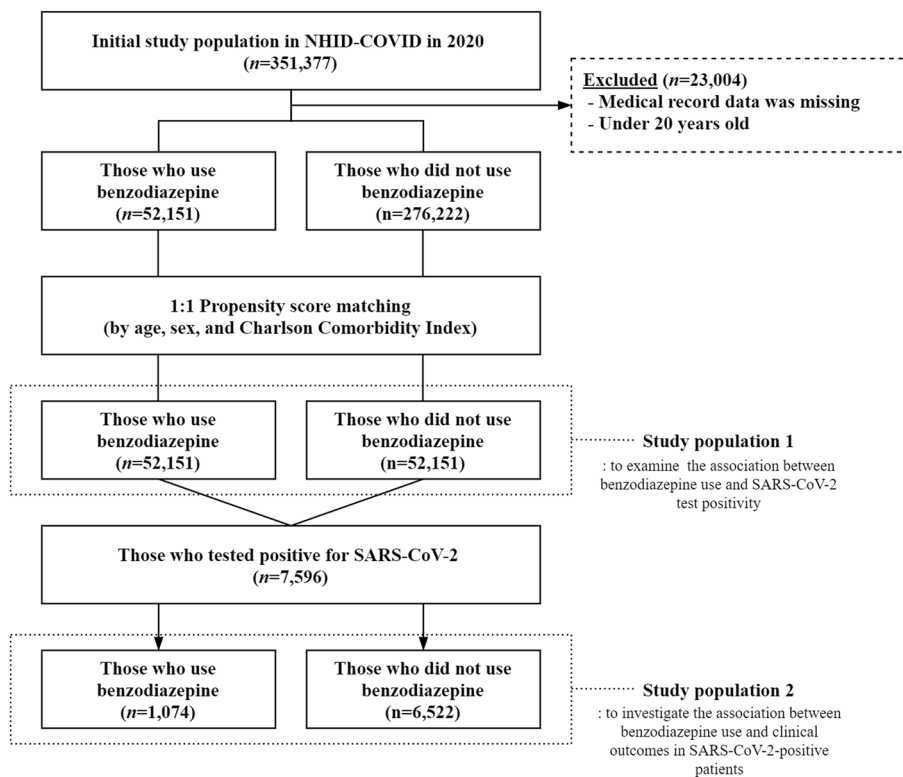 Initial study population in NHID-COVID in 2020
(n=351,377)
Excluded (n=23,004)
- Medical record data was missing
- Under 20 years old
Those who use
benzodiazepine
(n=52,151)
Those who did not use
benzodiazepine
(n=276,222)
1:1 Propensity score matching
(by age, sex, and Charlson Comorbidity Index)
Those who use
benzodiazepine
(n=52,151)
Those who did not use
benzodiazepine
(n=52,151)
Study population 1
: to examine the association between
benzodiazepine use and SARS-CoV-2
test positivity
Those who tested positive for SARS-CoV-2
(n=7,596)
Those who use
benzodiazepine
(n=1,074)
Those who did not use
benzodiazepine
(n=6,522)
Study population 2
: to investigate the association between
benzodiazepine use and clinical
outcomes in SARS-CoV-2-positive
patients